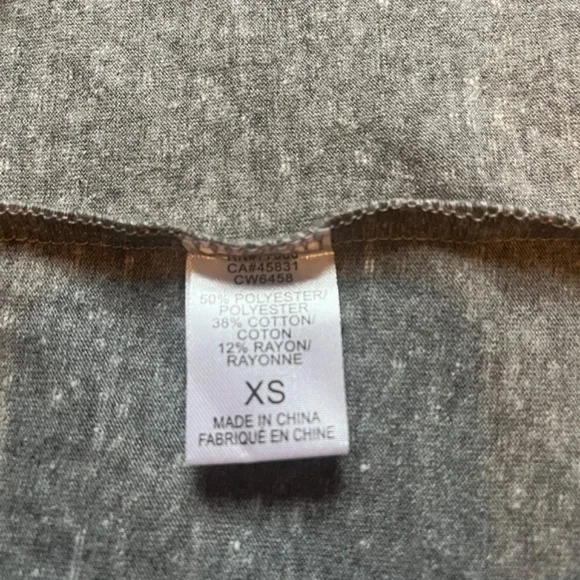 CA#45831
CW6458
50% POLYESTER/
POLYESTER
38% COTTON/
COTON
12% RAYON/
RAYONNE
XS
MADE IN CHINA
FABRIQUÉ EN CHINE